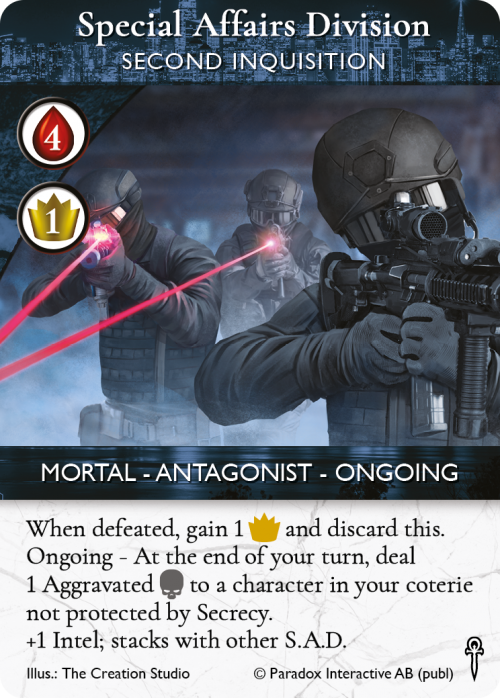 Special Affairs Division
SECOND INQUISITION
4
1
MORTAL - ANTAGONIST - ONGOING
When defeated, gain 1 and discard this.
Ongoing - At the end of your turn, deal
1 Aggravated to a character in your coterie
not protected by Secrecy.
+1 Intel; stacks with other S.A.D.
Illus.: The Creation Studio © Paradox Interactive AB (publ)